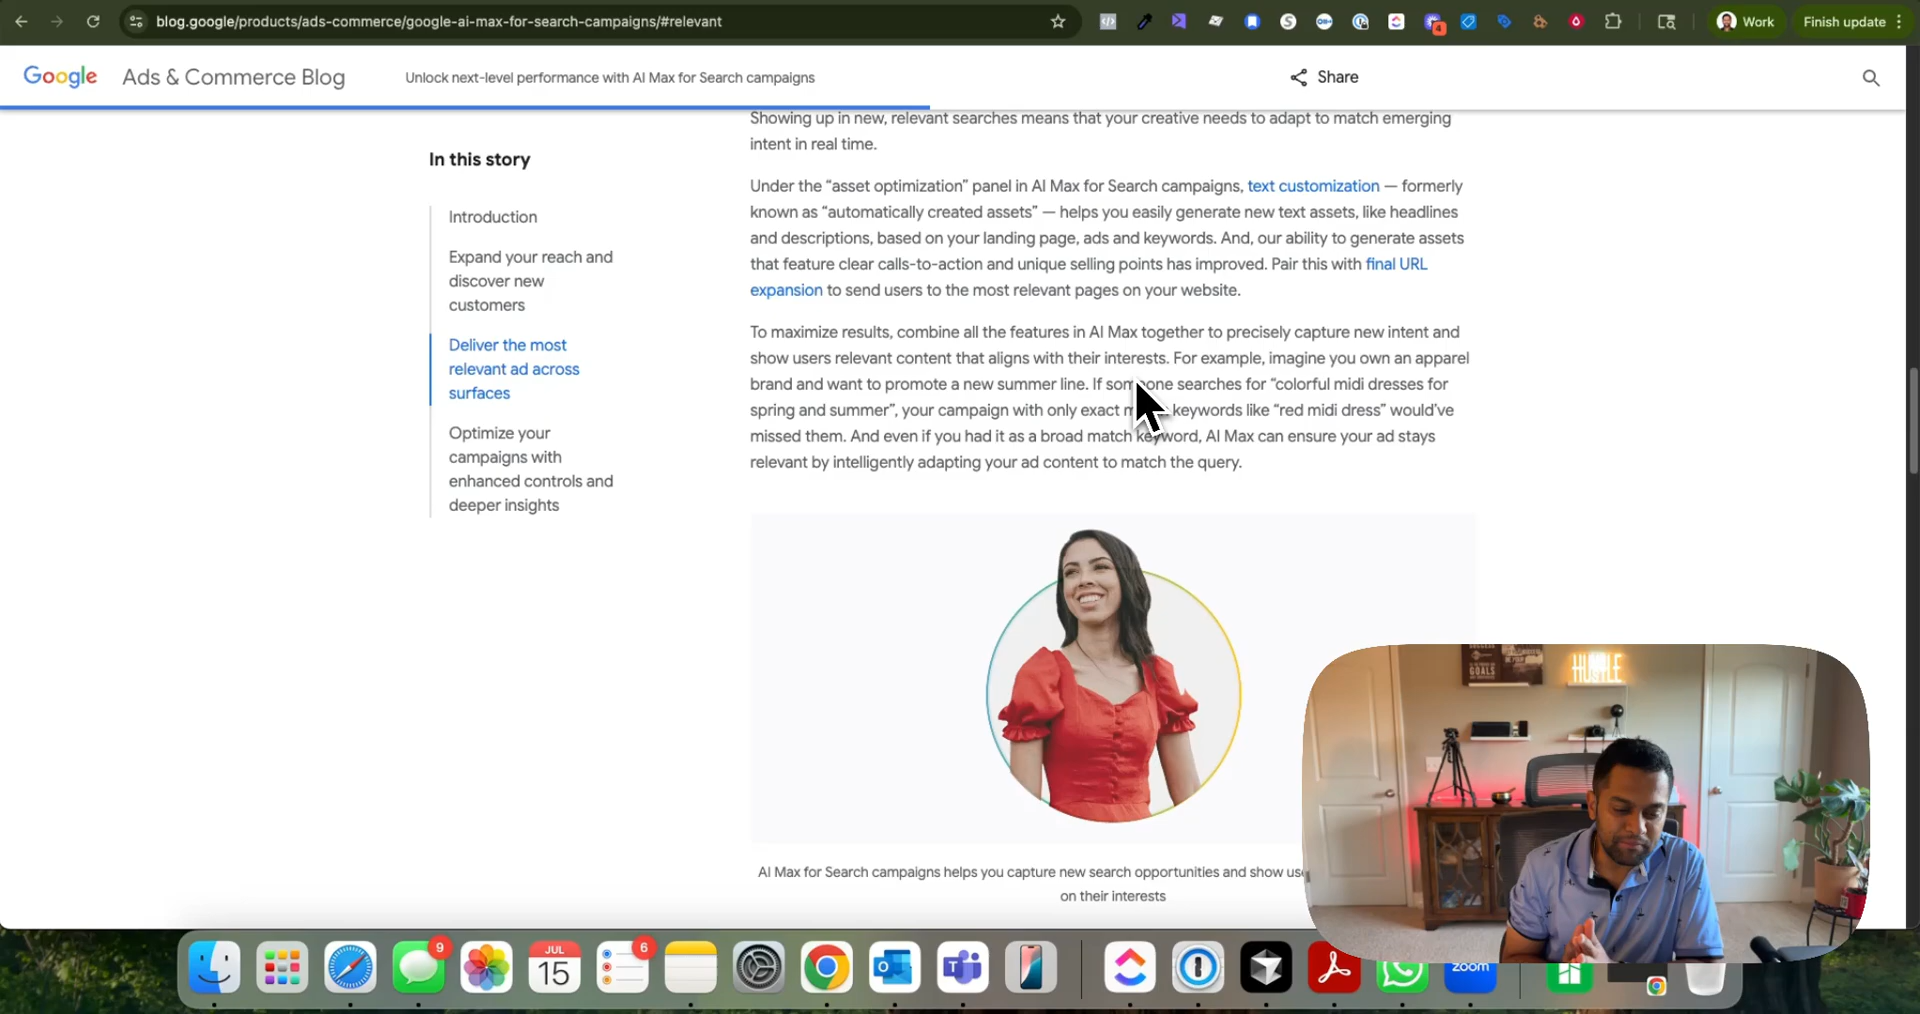 blog.google/products/ads-commerce/google-ai-max-for-search-campaigns/#relevant
4
Work
Finish update
Google
Ads & Commerce Blog
Unlock next-level performance with AI Max for Search campaigns
Share
In this story
Introduction
Expand your reach and
discover new
customers
Deliver the most
relevant ad across
surfaces
Optimize your
campaigns with
enhanced controls and
deeper insights
Showing up in new, relevant searches means that your creative needs to adapt to match emerging
intent in real time.
Under the “asset optimization” panel in AI Max for Search campaigns, text customization — formerly
known as “automatically created assets” — helps you easily generate new text assets, like headlines
and descriptions, based on your landing page, ads and keywords. And, our ability to generate assets
that feature clear calls-to-action and unique selling points has improved. Pair this with final URL
expansion to send users to the most relevant pages on your website.
To maximize results, combine all the features in AI Max together to precisely capture new intent and
show users relevant content that aligns with their interests. For example, imagine you own an apparel
brand and want to promote a new summer line. If someone searches for “colorful midi dresses for
spring and summer”, your campaign with only exact keywords like “red midi dress” would’ve
missed them. And even if you had it as a broad match keyword, AI Max can ensure your ad stays
relevant by intelligently adapting your ad content to match the query.
AI Max for Search campaigns helps you capture new search opportunities and show
on their interests
GOALS
HUSTLE
9
JUL
15
6
zoom